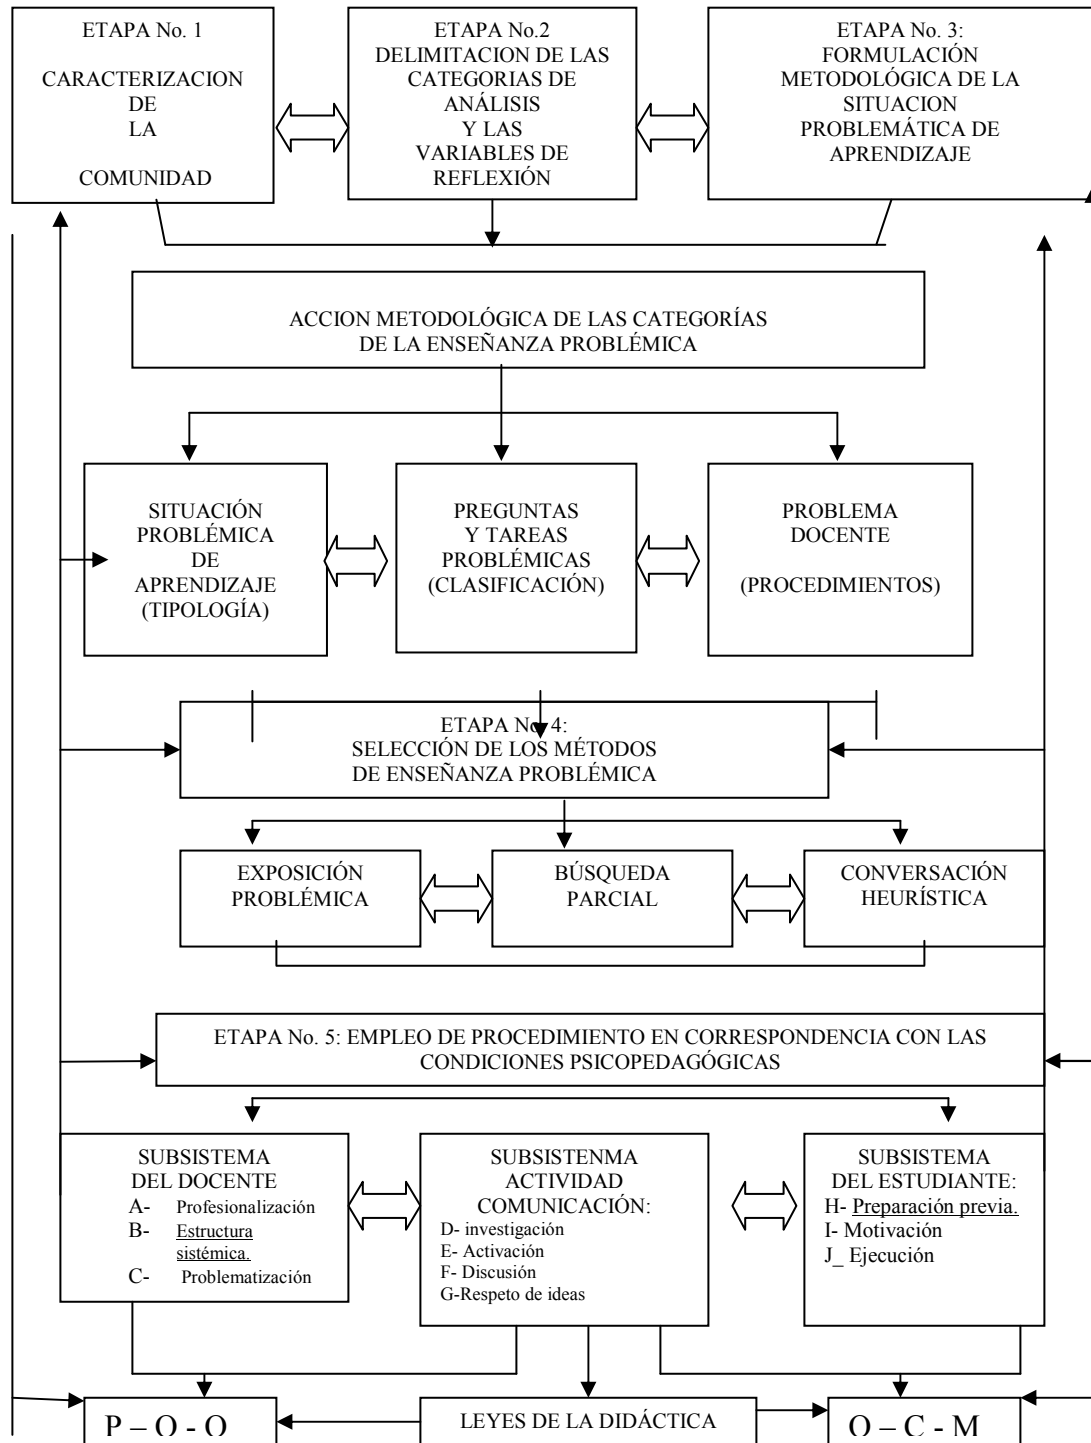 ETAPA No. 1
CARACTERIZACION
DE
LA
COMUNIDAD
ETAPA No.2
DELIMITACION DE LAS
CATEGORIAS DE
ANÁLISIS
Y LAS
VARIABLES DE
REFLEXIÓN
ETAPA No. 3:
FORMULACIÓN
METODOLÓGICA DE LA
SITUACION
PROBLEMÁTICA DE
APRENDIZAJE
ACCION METODOLÓGICA DE LAS CATEGORÍAS
DE LA ENSEÑANZA PROBLÉMICA
SITUACIÓN
PROBLÉMICA
DE
APRENDIZAJE
(TIPOLOGÍA)
PREGUNTAS
Y TAREAS
PROBLÉMICAS
(CLASIFICACIÓN)
PROBLEMA
DOCENTE
(PROCEDIMIENTOS)
ETAPA No. 4:
SELECCIÓN DE LOS MÉTODOS
DE ENSEÑANZA PROBLÉMICA
EXPOSICIÓN
PROBLÉMICA
BÚSQUEDA
PARCIAL
CONVERSACIÓN
HEURÍSTICA
ETAPA No. 5: EMPLEO DE PROCEDIMIENTO EN CORRESPONDENCIA CON LAS
CONDICIONES PSICOPEDAGÓGICAS
SUBSISTEMA
DEL DOCENTE
A- Profesionalización
B- Estructura
sistémica.
C- Problematización
SUBSISTENMA
ACTIVIDAD
COMUNICACIÓN:
D- investigación
E- Activación
F- Discusión
G-Respeto de ideas
SUBSISTEMA
DEL ESTUDIANTE:
H- Preparación previa.
I- Motivación
J_ Ejecución
P – O - O
LEYES DE LA DIDÁCTICA
O – C - M